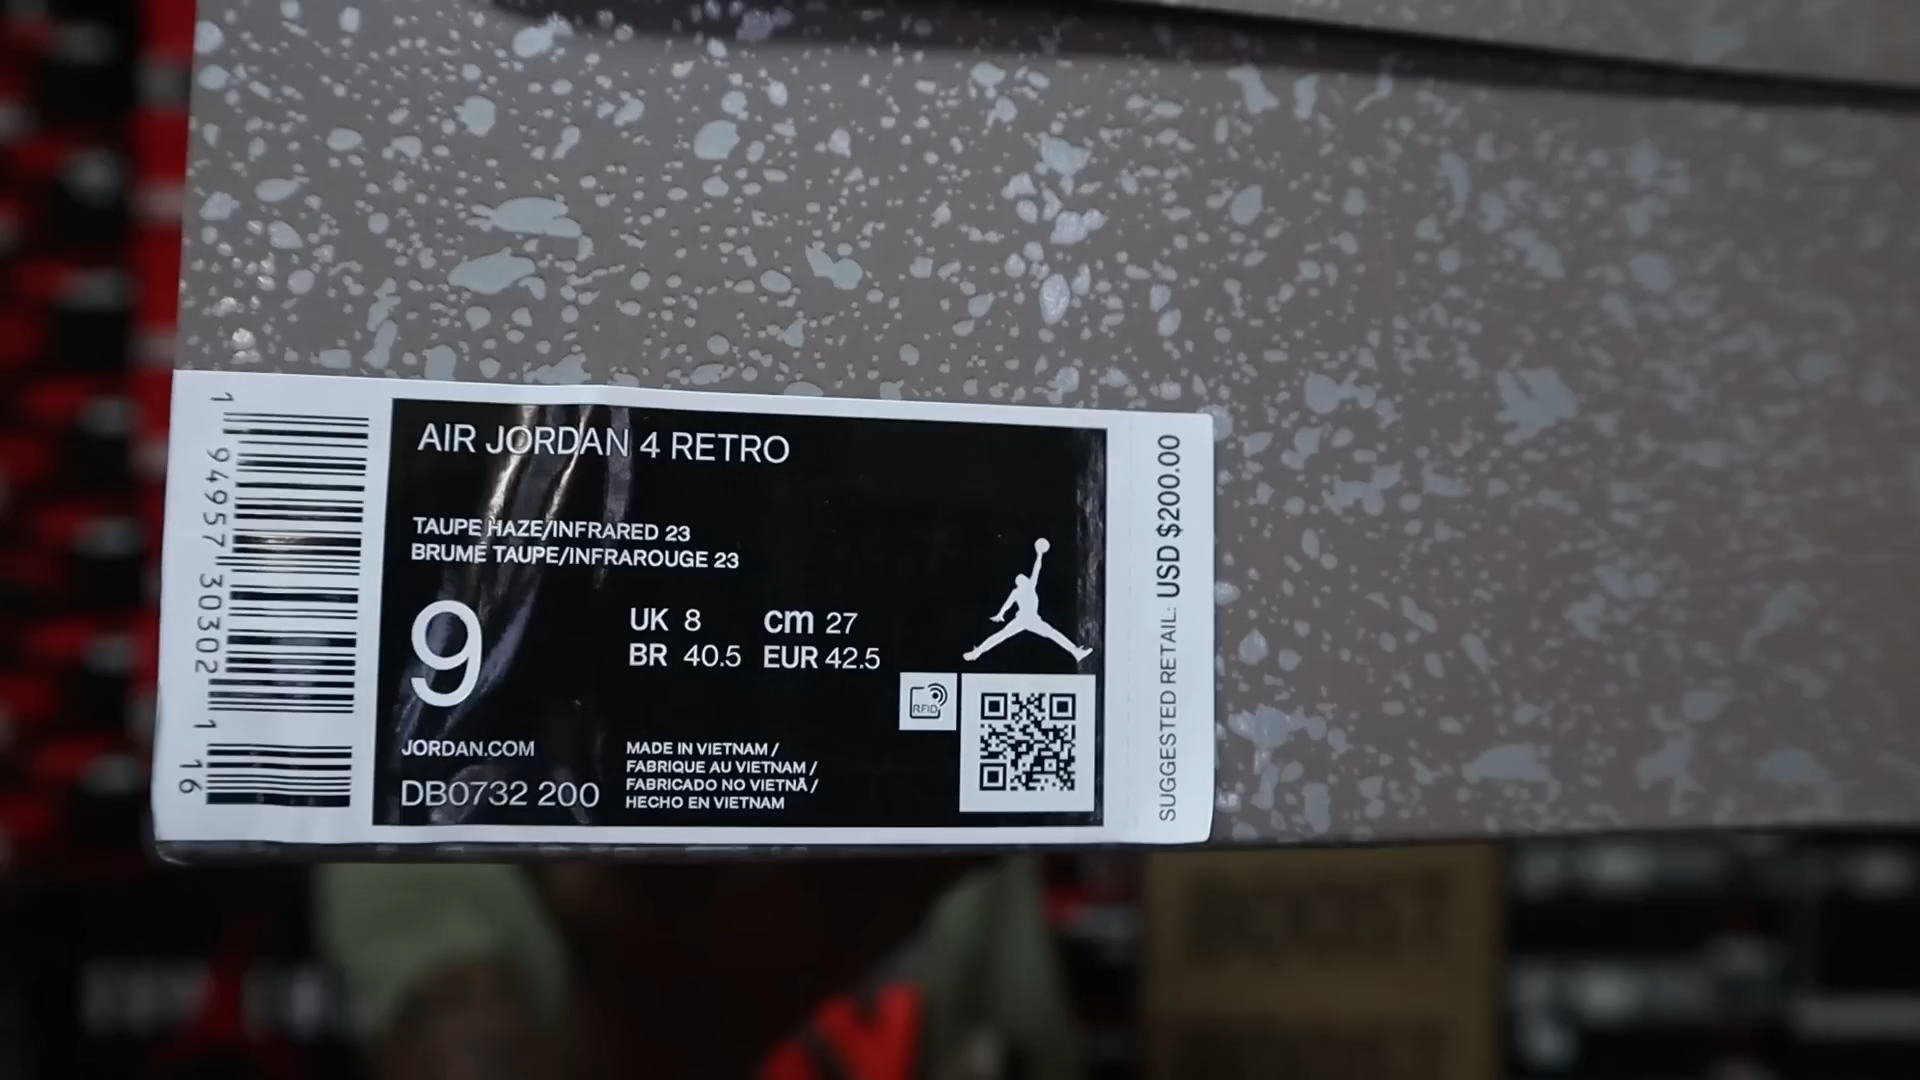 AIR JORDAN 4 RETRO
TAUPE HAZE/INFRARED 23
BRUME TAUPE/INFRAROUGE 23
9
UK 8 cm 27
BR 40.5 EUR 42.5
RFID
JORDAN.COM
DB0732 200
MADE IN VIETNAM /
FABRIQUE AU VIETNAM /
FABRICADO NO VIETNÃ /
HECHO EN VIETNAM
1 94957 30302 1 16
SUGGESTED RETAIL: USD $200.00